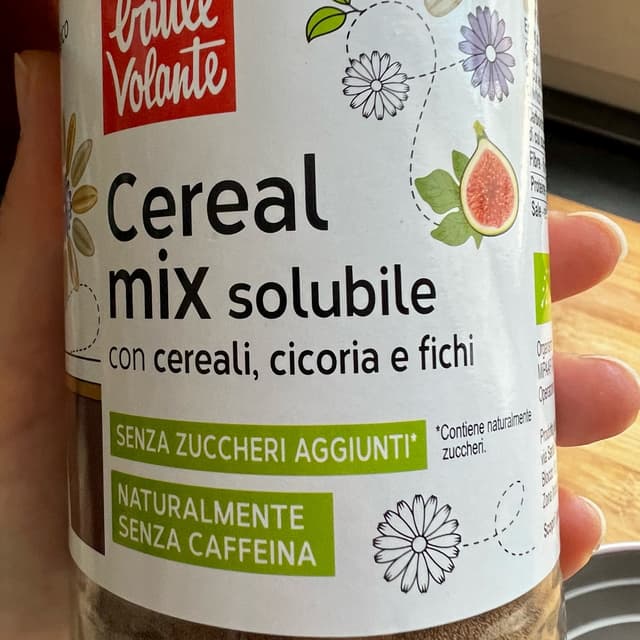 baule
Volante
Cereal
mix solubile
con cereali, cicoria e fichi
SENZA ZUCCHERI AGGIUNTI*
*Contiene naturalmente
zuccheri.
NATURALMENTE
SENZA CAFFEINA